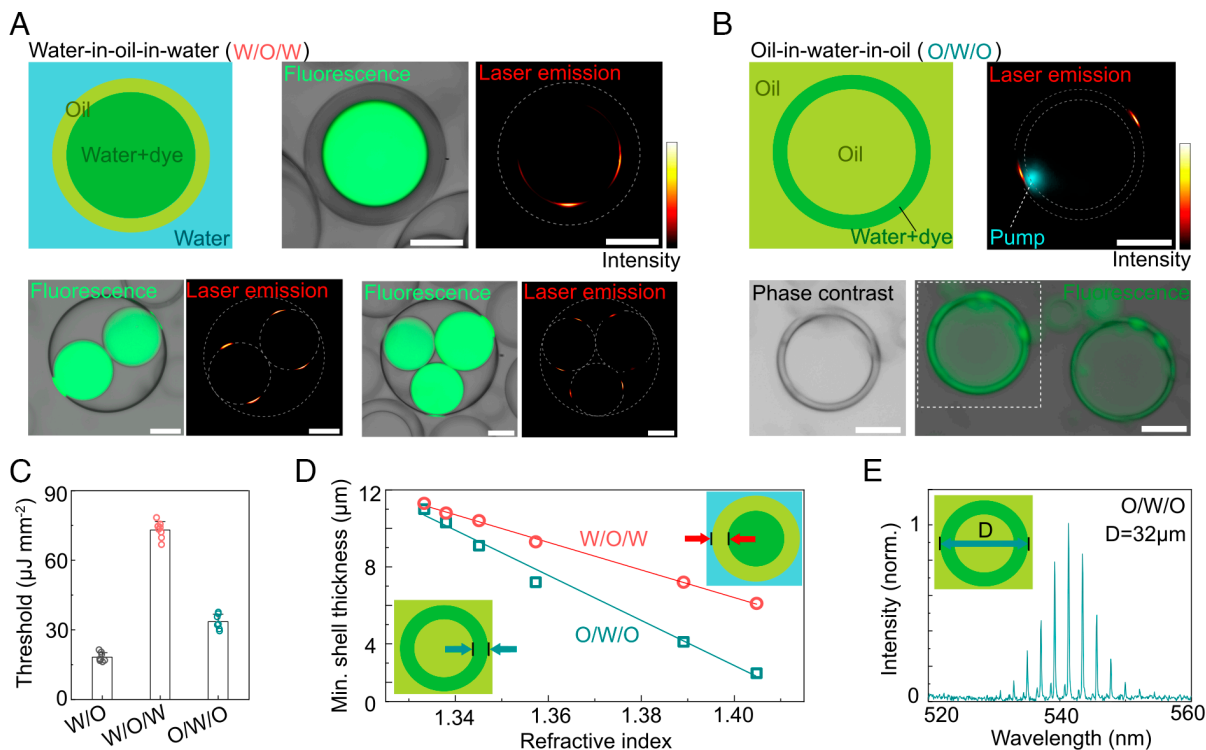 A
Water-in-oil-in-water (W/O/W)
Oil
Water+dye
Water
Fluorescence
Laser emission
Intensity
Fluorescence
Laser emission
Fluorescence
Laser emission
B
Oil-in-water-in-oil (O/W/O)
Oil
Oil
Water+dye
Laser emission
Pump
Intensity
Phase contrast
Fluorescence
C
Threshold (μJ mm⁻²)
90
60
30
0
W/O
W/O/W
O/W/O
D
Min. shell thickness (μm)
12
8
4
0
W/O/W
O/W/O
1.34
1.36
1.38
1.40
Refractive index
E
Intensity (norm.)
1
0
D
O/W/O
D=32μm
520
540
560
Wavelength (nm)